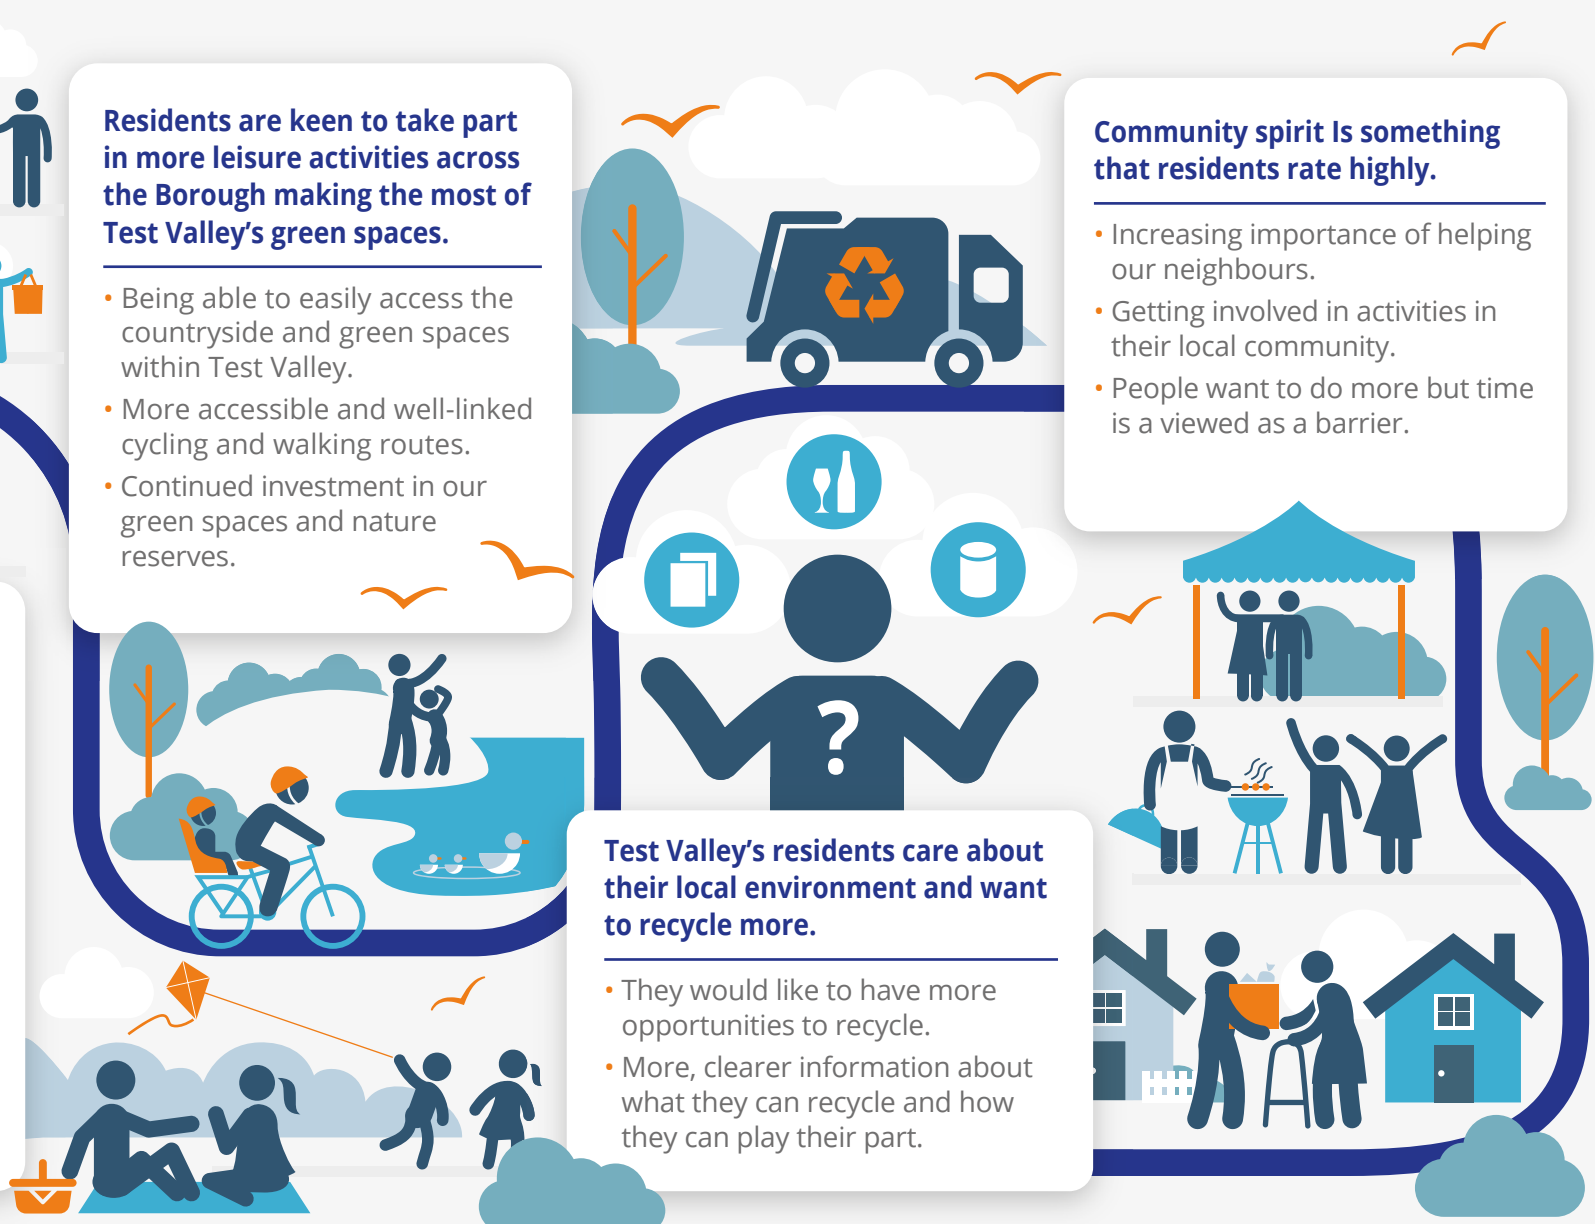 Residents are keen to take part
in more leisure activities across
the Borough making the most of
Test Valley’s green spaces.
• Being able to easily access the
countryside and green spaces
within Test Valley.
• More accessible and well-linked
cycling and walking routes.
• Continued investment in our
green spaces and nature
reserves.
Community spirit Is something
that residents rate highly.
• Increasing importance of helping
our neighbours.
• Getting involved in activities in
their local community.
• People want to do more but time
is a viewed as a barrier.
?
Test Valley’s residents care about
their local environment and want
to recycle more.
• They would like to have more
opportunities to recycle.
• More, clearer information about
what they can recycle and how
they can play their part.